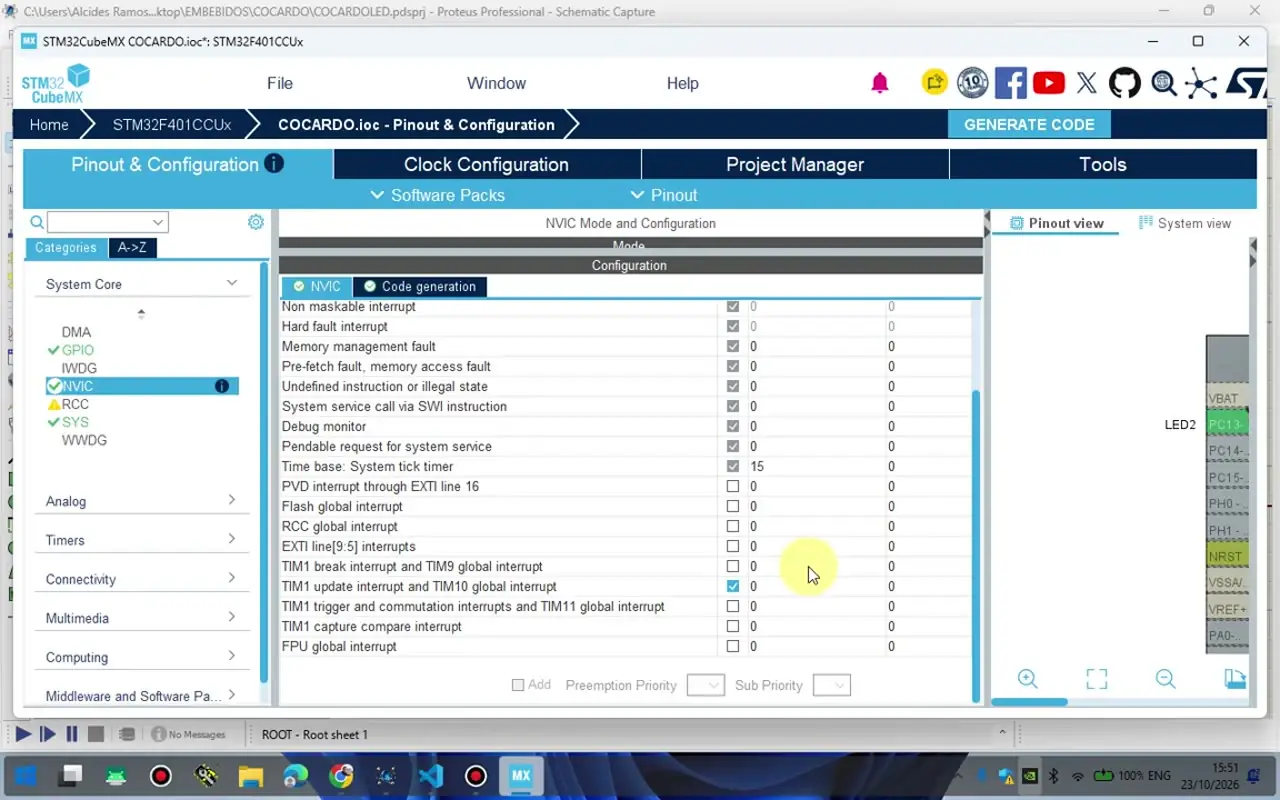 C:\Users\Alcides Ramos...ktop\EMBEBIDOS\COCARDO\COCARDOLED.pdsprj - Proteus Professional - Schematic Capture
MX STM32CubeMX COCARDO.ioc*: STM32F401CCUx
STM32
CubeMX
File
Window
Help
19
Home
STM32F401CCUx
COCARDO.ioc - Pinout & Configuration
GENERATE CODE
Pinout & Configuration
Clock Configuration
Project Manager
Tools
Software Packs
Pinout
Categories
A->Z
System Core
DMA
GPIO
IWDG
NVIC
RCC
SYS
WWDG
Analog
Timers
Connectivity
Multimedia
Computing
Middleware and Software Pa...
NVIC Mode and Configuration
Mode
Configuration
NVIC
Code generation
Non maskable interrupt 0 0
Hard fault interrupt 0 0
Memory management fault 0 0
Pre-fetch fault, memory access fault 0 0
Undefined instruction or illegal state 0 0
System service call via SWI instruction 0 0
Debug monitor 0 0
Pendable request for system service 0 0
Time base: System tick timer 15 0
PVD interrupt through EXTI line 16 0 0
Flash global interrupt 0 0
RCC global interrupt 0 0
EXTI line[9:5] interrupts 0 0
TIM1 break interrupt and TIM9 global interrupt 0 0
TIM1 update interrupt and TIM10 global interrupt 0 0
TIM1 trigger and commutation interrupts and TIM11 global interrupt 0 0
TIM1 capture compare interrupt 0 0
FPU global interrupt 0 0
Add Preemption Priority Sub Priority
Pinout view
System view
LED2
VBAT
PC13-
PC14-..
PC15-..
PH0 -..
PH1 -..
NRST
VSSA/..
VREF+
PA0-..
No Messages
ROOT - Root sheet 1
MX
100% ENG
15:51
23/10/2026